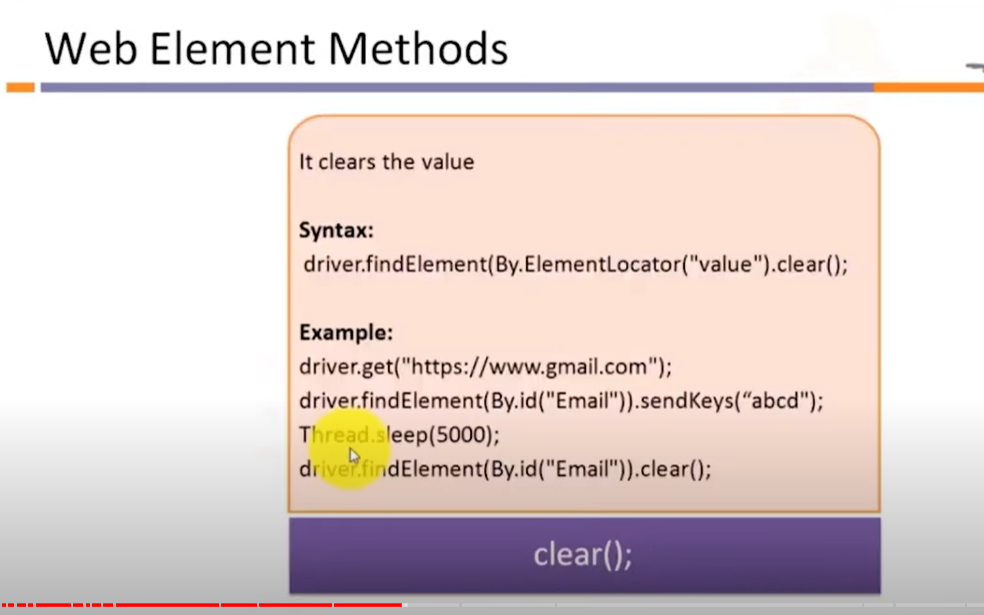 Web Element Methods
It clears the value
Syntax:
driver.findElement(By.ElementLocator("value").clear();
Example:
driver.get("https://www.gmail.com");
driver.findElement(By.id("Email")).sendKeys(“abcd");
Thread.sleep(5000);
driver.findElement(By.id("Email")).clear();
clear();